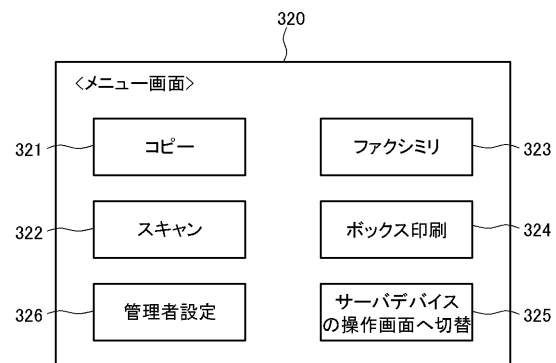 320
〈メニュー画面〉
321
コピー
ファクシミリ
323
322
スキャン
ボックス印刷
324
326
管理者設定
サーバデバイス
の操作画面へ切替
325